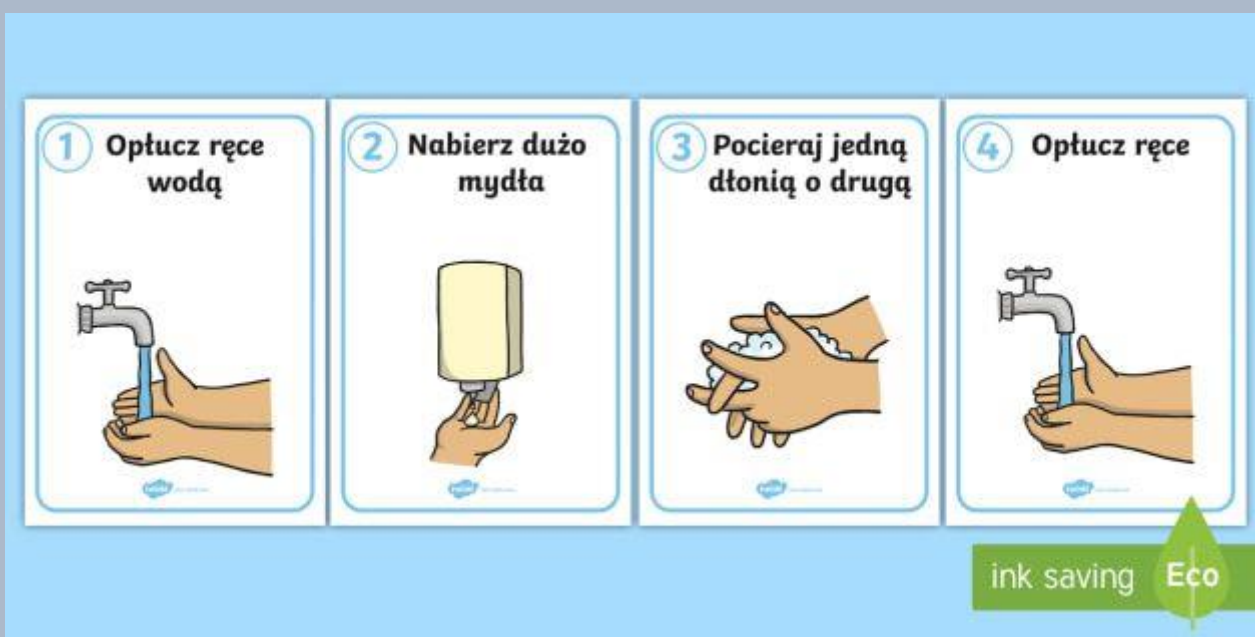 1 Opłucz ręce
wodą
2 Nabierz dużo
mydła
3 Pocieraj jedną
dłonią o drugą
4 Opłucz ręce
ink saving Eco